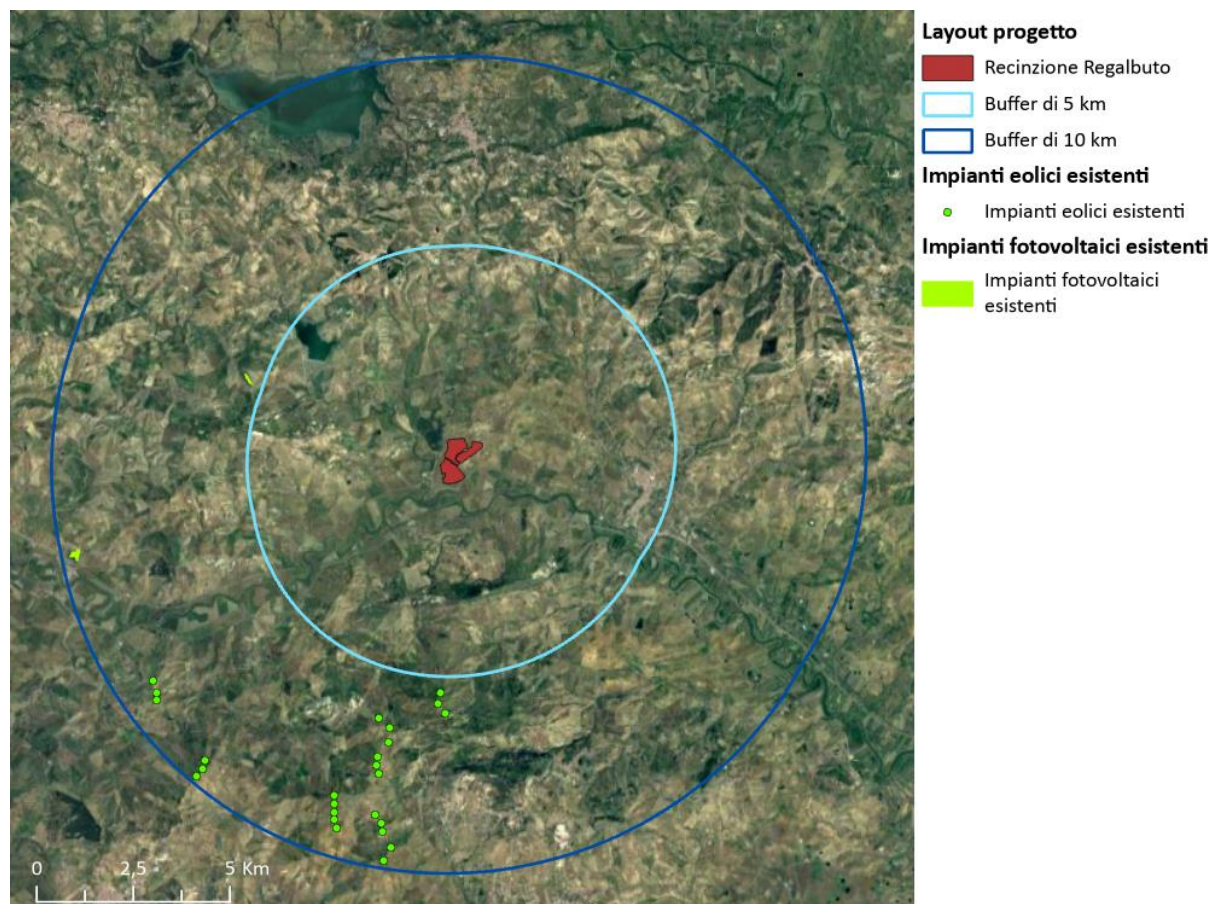 Layout progetto
Recinzione Regalbuto
Buffer di 5 km
Buffer di 10 km
Impianti eolici esistenti
Impianti eolici esistenti
Impianti fotovoltaici esistenti
Impianti fotovoltaici
esistenti
0 2,5 5 Km